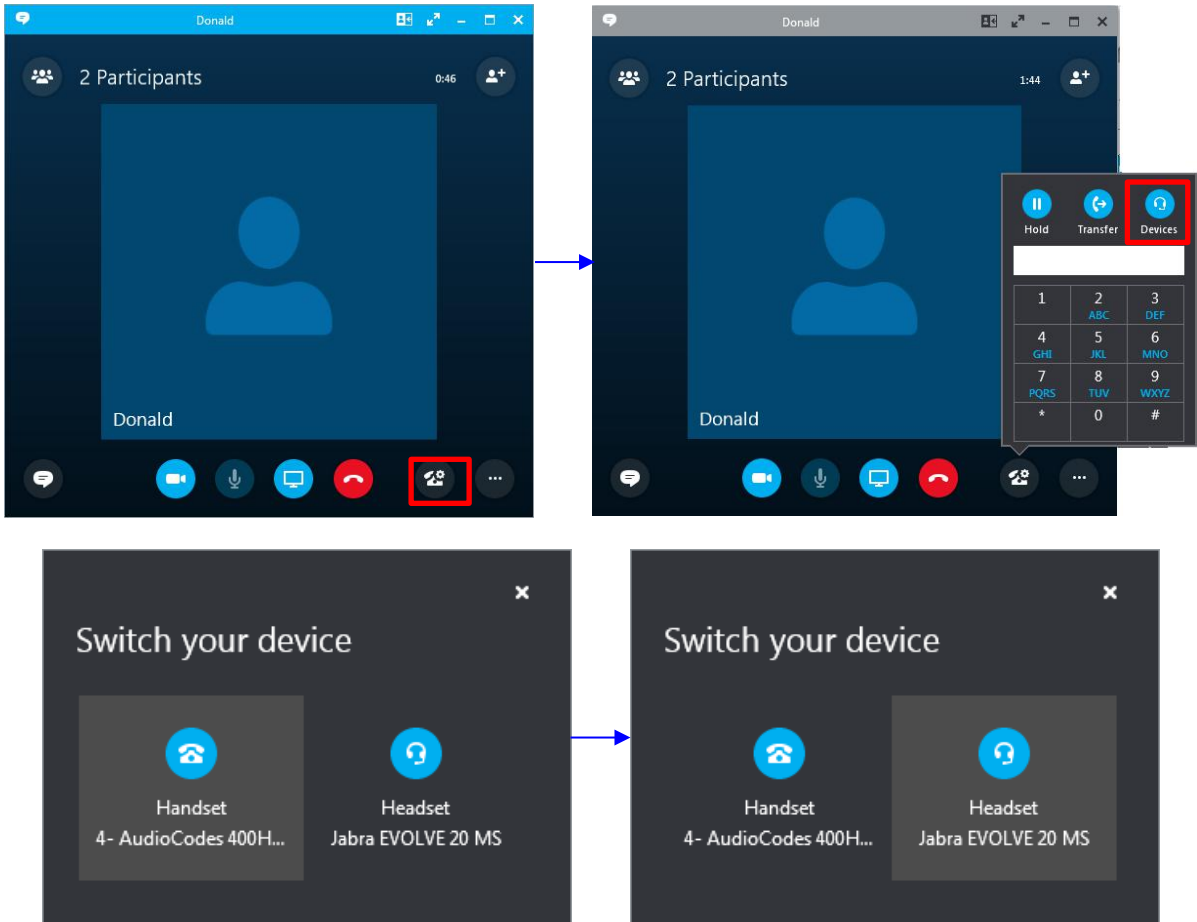 Donald
2 Participants
0:46
Donald
Donald
2 Participants
1:44
Donald
Hold Transfer Devices
1 2 3
ABC DEF
4 5 6
GHI JKL MNO
7 8 9
PQRS TUV WXYZ
* 0 #
Switch your device
Handset Headset
4- AudioCodes 400H... Jabra EVOLVE 20 MS
Switch your device
Handset Headset
4- AudioCodes 400H... Jabra EVOLVE 20 MS